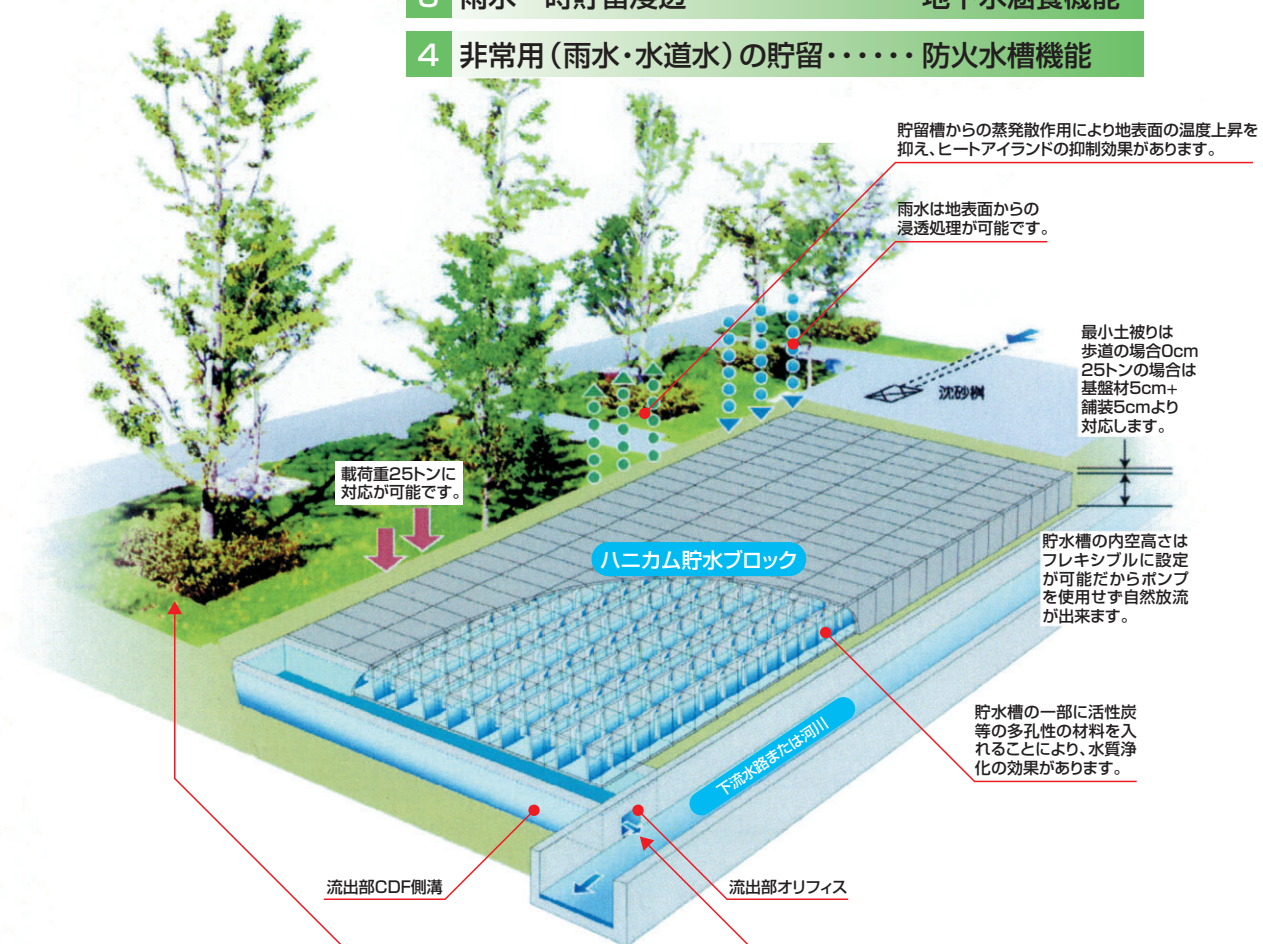 4 非常用（雨水・水道水）の貯留・・・・・・防火水槽機能
貯留槽からの蒸発散作用により地表面の温度上昇を
抑え、ヒートアイランドの抑制効果があります。
雨水は地表面からの
浸透処理が可能です。
最小土被りは
歩道の場合0cm
25トンの場合は
基盤材5cm+
舗装5cmより
対応します。
沈砂桝
載荷重25トンに
対応が可能です。
ハニカム貯水ブロック
貯水槽の内空高さは
フレキシブルに設定
が可能だからポンプ
を使用せず自然放流
が出来ます。
貯水槽の一部に活性炭
等の多孔性の材料を入
れることにより、水質浄
化の効果があります。
下流水路または河川
流出部CDF側溝
流出部オリフィス